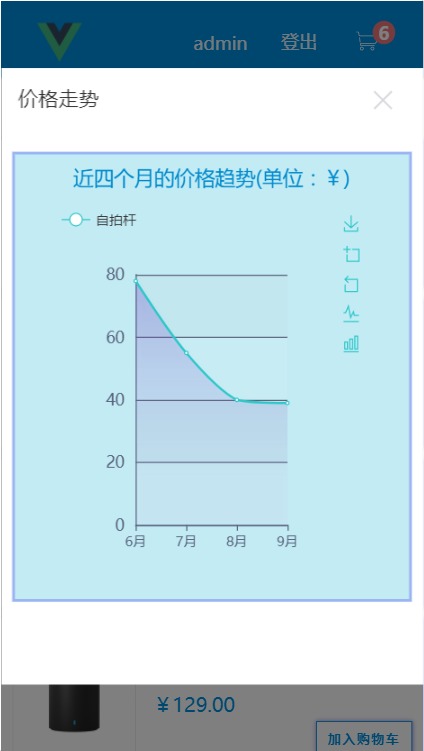 admin 登出 6
价格走势
近四个月的价格趋势(单位：￥)
自拍杆
80
60
40
20
0
6月 7月 8月 9月
￥129.00
加入购物车